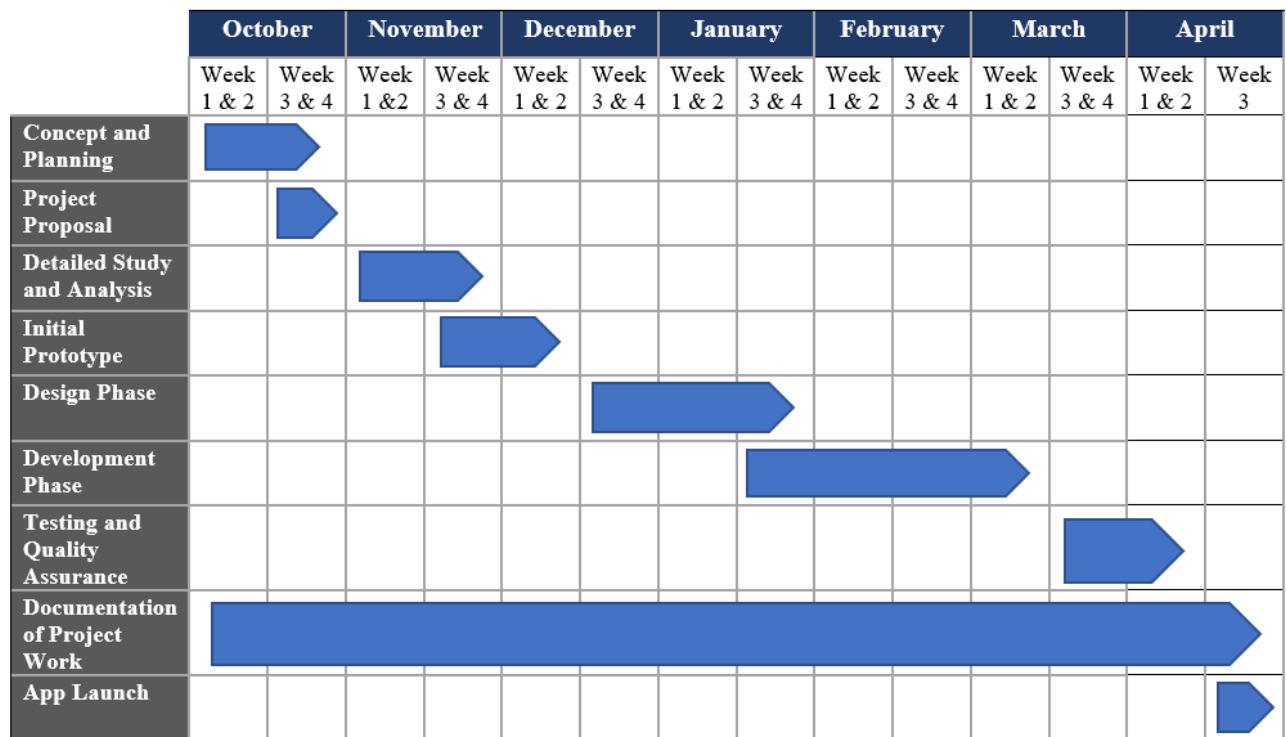 October November December January February March April
Week Week Week Week Week Week Week Week Week Week Week Week Week Week
1 & 2 3 & 4 1 &2 3 & 4 1 & 2 3 & 4 1 & 2 3 & 4 1 & 2 3 & 4 1 & 2 3 & 4 1 & 2 3
Concept and
Planning
Project
Proposal
Detailed Study
and Analysis
Initial
Prototype
Design Phase
Development
Phase
Testing and
Quality
Assurance
Documentation
of Project
Work
App Launch